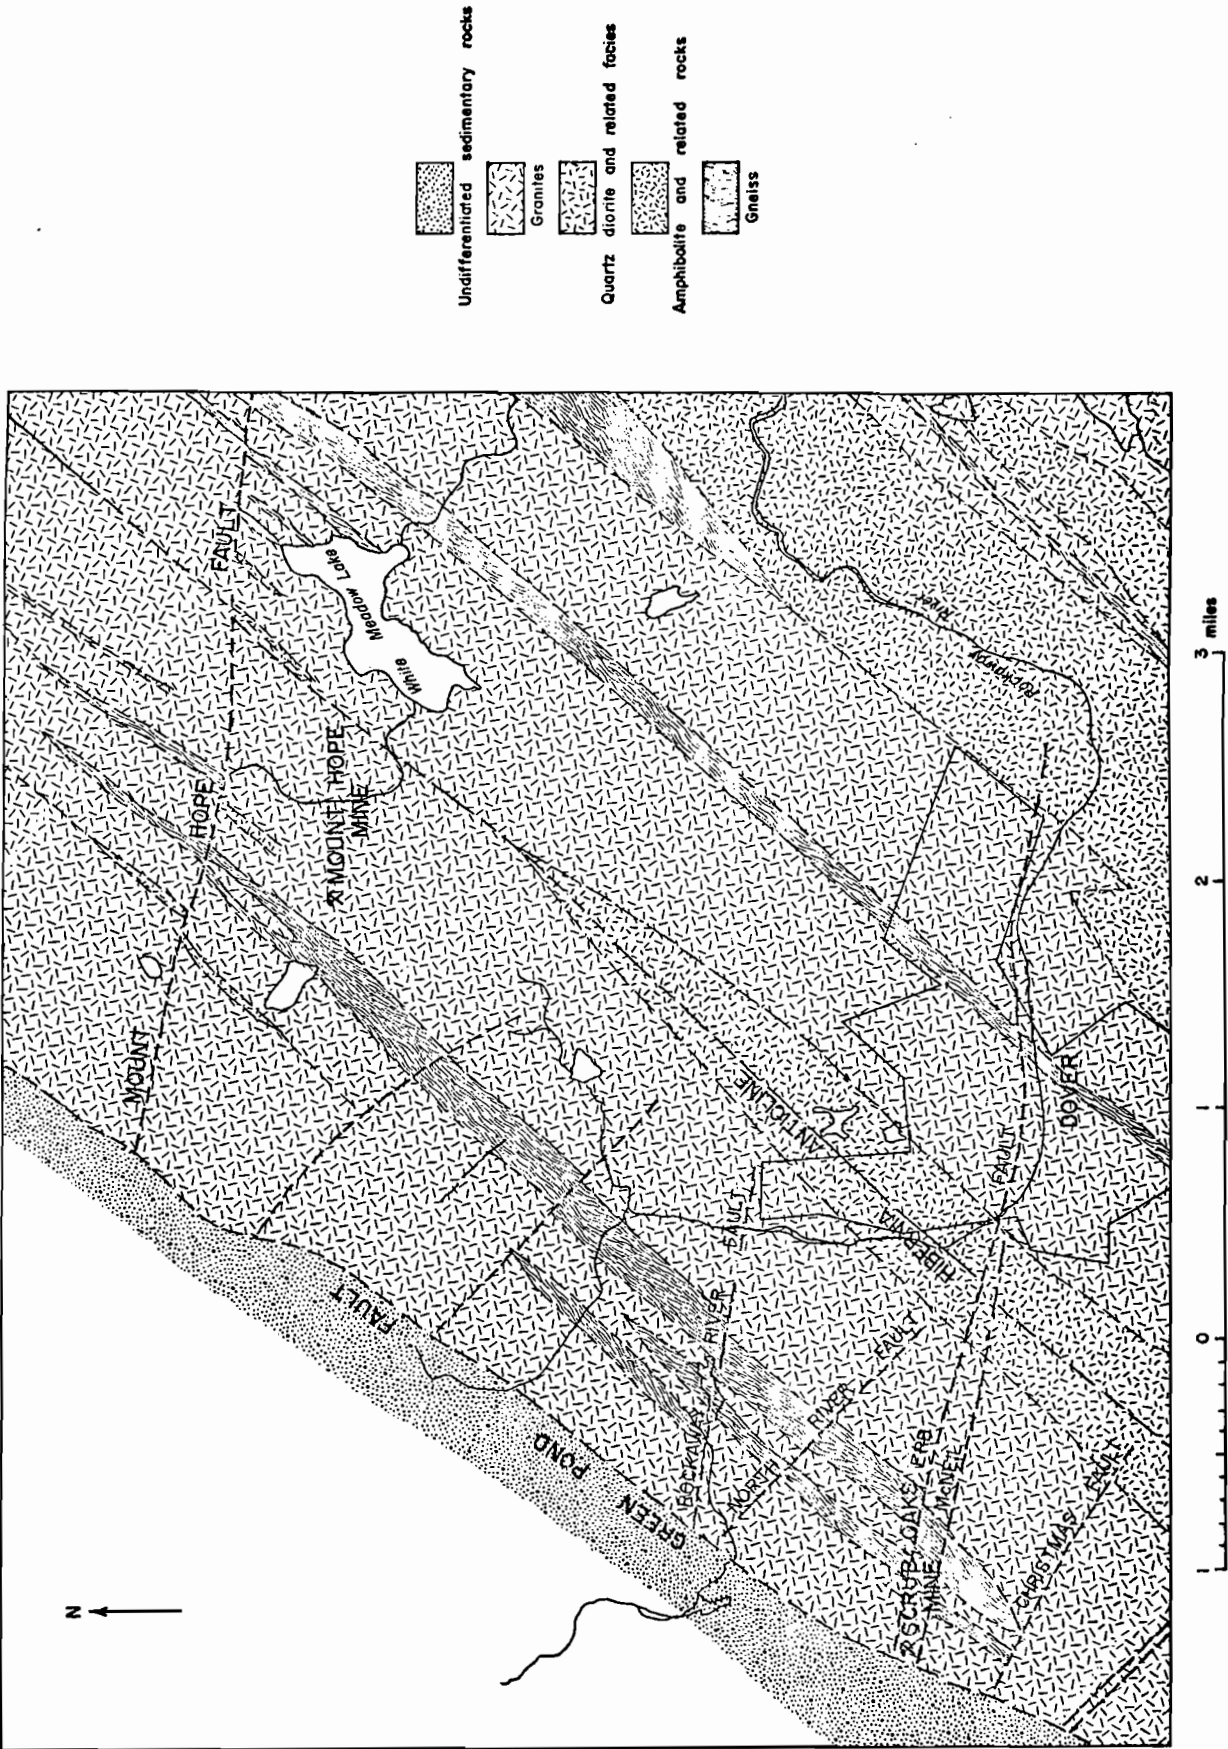 Undifferentiated sedimentary rocks
Granites
Quartz diorite and related facies
Amphibolite and related rocks
Gneiss
N
MOUNT
HOPE
FAULT
MOUNT HOPE
MINE
White Meadow Lake
GREEN
POND
FAULT
ROCKAWAY
RIVER
FAULT
NORTH
RIVER
FAULT
HIBERNIA
ANTICLINE
Rockaway
River
SCRUB OAKS
MINE
ERB
McNEIL
FAULT
DOVER
CHRISTMAS
FAULT
1 0 1 2 3 miles